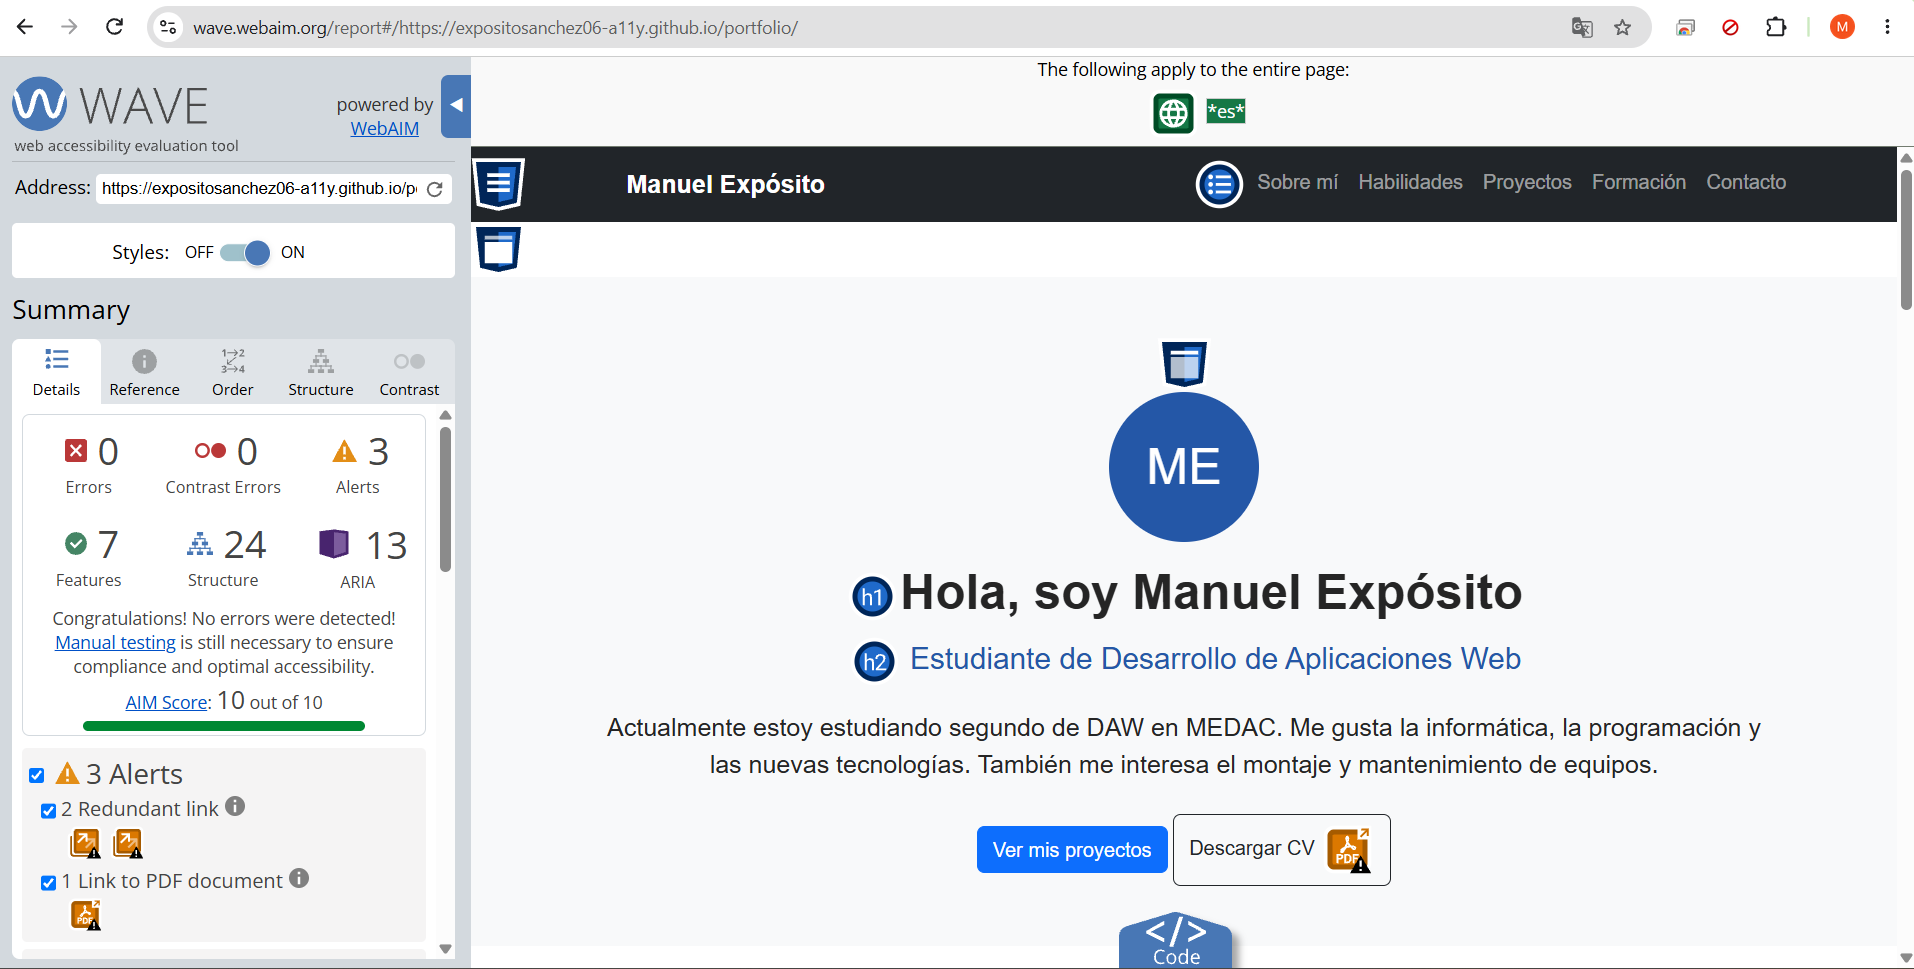 wave.webaim.org/report#/https://expositosanchez06-a11y.github.io/portfolio/
M
WAVE
powered by
WebAIM
web accessibility evaluation tool
Address: https://expositosanchez06-a11y.github.io/p
Styles: OFF ON
Summary
Details
Reference
1→2
3→4
Order
Structure
Contrast
0
Errors
0
Contrast Errors
3
Alerts
7
Features
24
Structure
13
ARIA
Congratulations! No errors were detected!
Manual testing is still necessary to ensure
compliance and optimal accessibility.
AIM Score: 10 out of 10
3 Alerts
2 Redundant link
1 Link to PDF document
PDF
The following apply to the entire page:
*es*
Manuel Expósito
Sobre mí Habilidades Proyectos Formación Contacto
ME
h1 Hola, soy Manuel Expósito
h2 Estudiante de Desarrollo de Aplicaciones Web
Actualmente estoy estudiando segundo de DAW en MEDAC. Me gusta la informática, la programación y
las nuevas tecnologías. También me interesa el montaje y mantenimiento de equipos.
Ver mis proyectos
Descargar CV
PDF
</>
Code